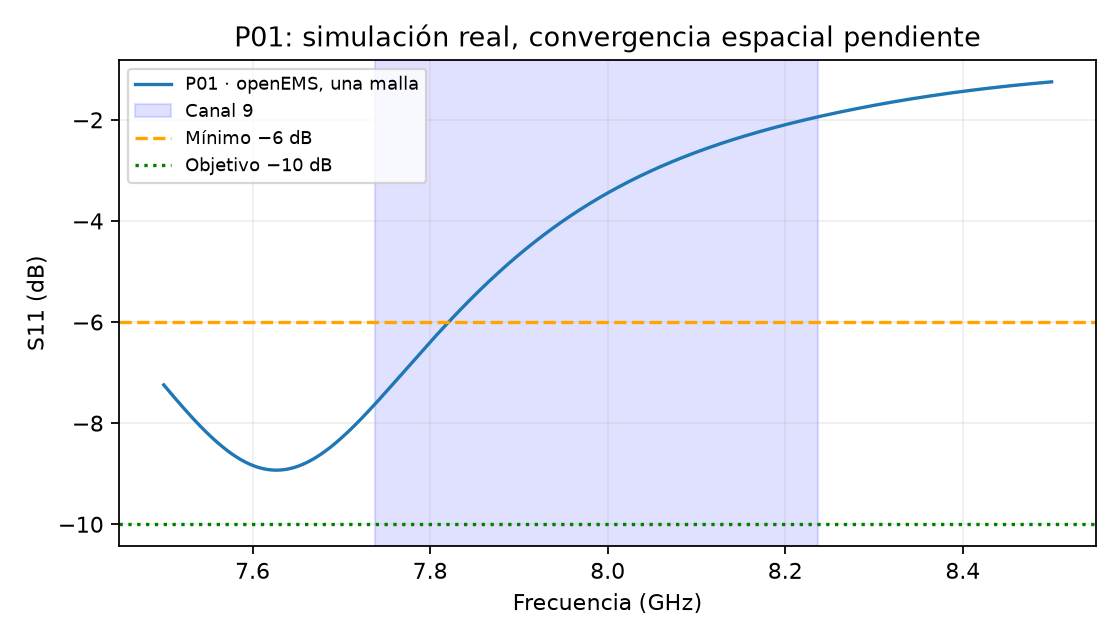 P01: simulación real, convergencia espacial pendiente
P01 · openEMS, una malla
Canal 9
Mínimo −6 dB
Objetivo −10 dB
S11 (dB)
−2
−4
−6
−8
−10
7.6 7.8 8.0 8.2 8.4
Frecuencia (GHz)